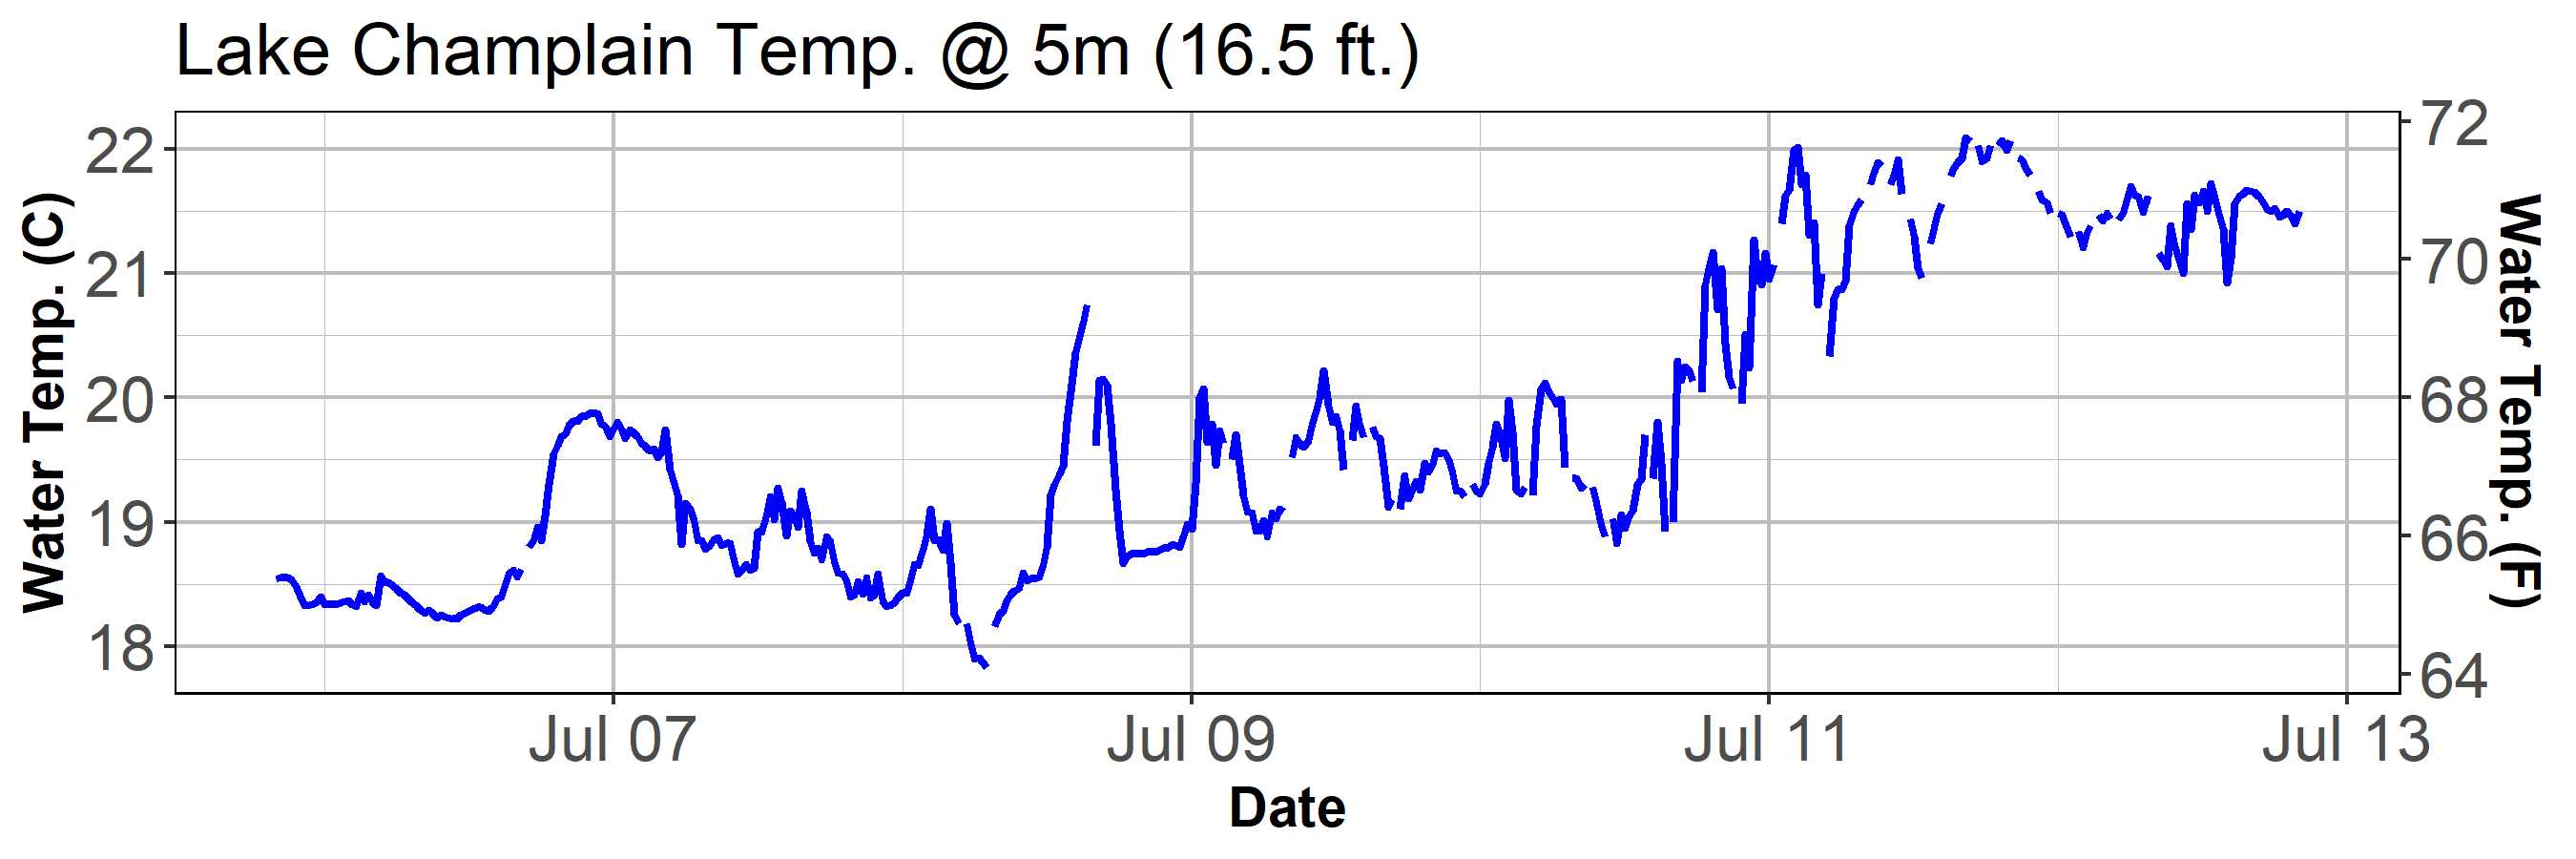 Lake Champlain Temp. @ 5m (16.5 ft.)
Water Temp. (C)
22
21
20
19
18
72
70
68
66
64
Water Temp. (F)
Jul 07 Jul 09 Jul 11 Jul 13
Date